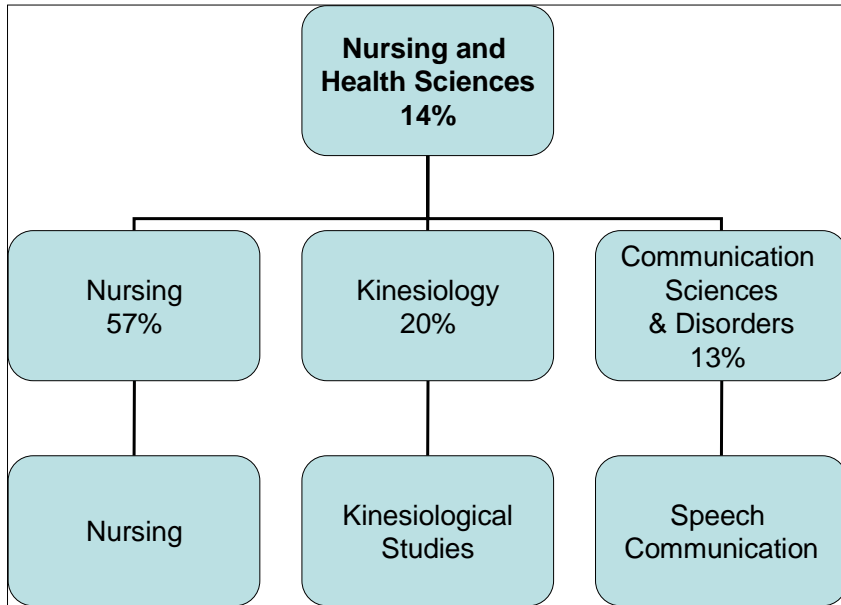 Nursing and
Health Sciences
14%
Nursing
57%
Kinesiology
20%
Communication
Sciences
& Disorders
13%
Nursing
Kinesiological
Studies
Speech
Communication